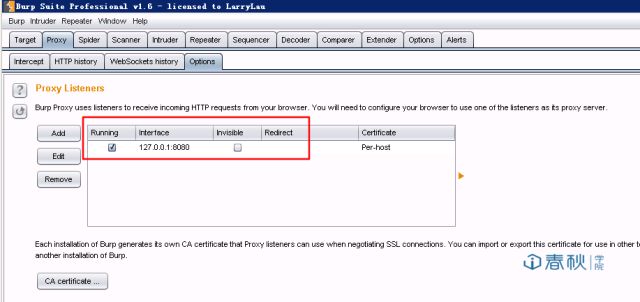 Burp Suite Professional v1.6 - licensed to LarryLau
Burp Intruder Repeater Window Help
Target Proxy Spider Scanner Intruder Repeater Sequencer Decoder Comparer Extender Options Alerts
Intercept HTTP history WebSockets history Options
? Proxy Listeners
Burp Proxy uses listeners to receive incoming HTTP requests from your browser. You will need to configure your browser to use one of the listeners as its proxy server.
Add Running Interface Invisible Redirect Certificate
127.0.0.1:8080 Per-host
Edit
Remove
Each installation of Burp generates its own CA certificate that Proxy listeners can use when negotiating SSL connections. You can import or export this certificate for use in other to
another installation of Burp.
CA certificate ...
i春秋 学院